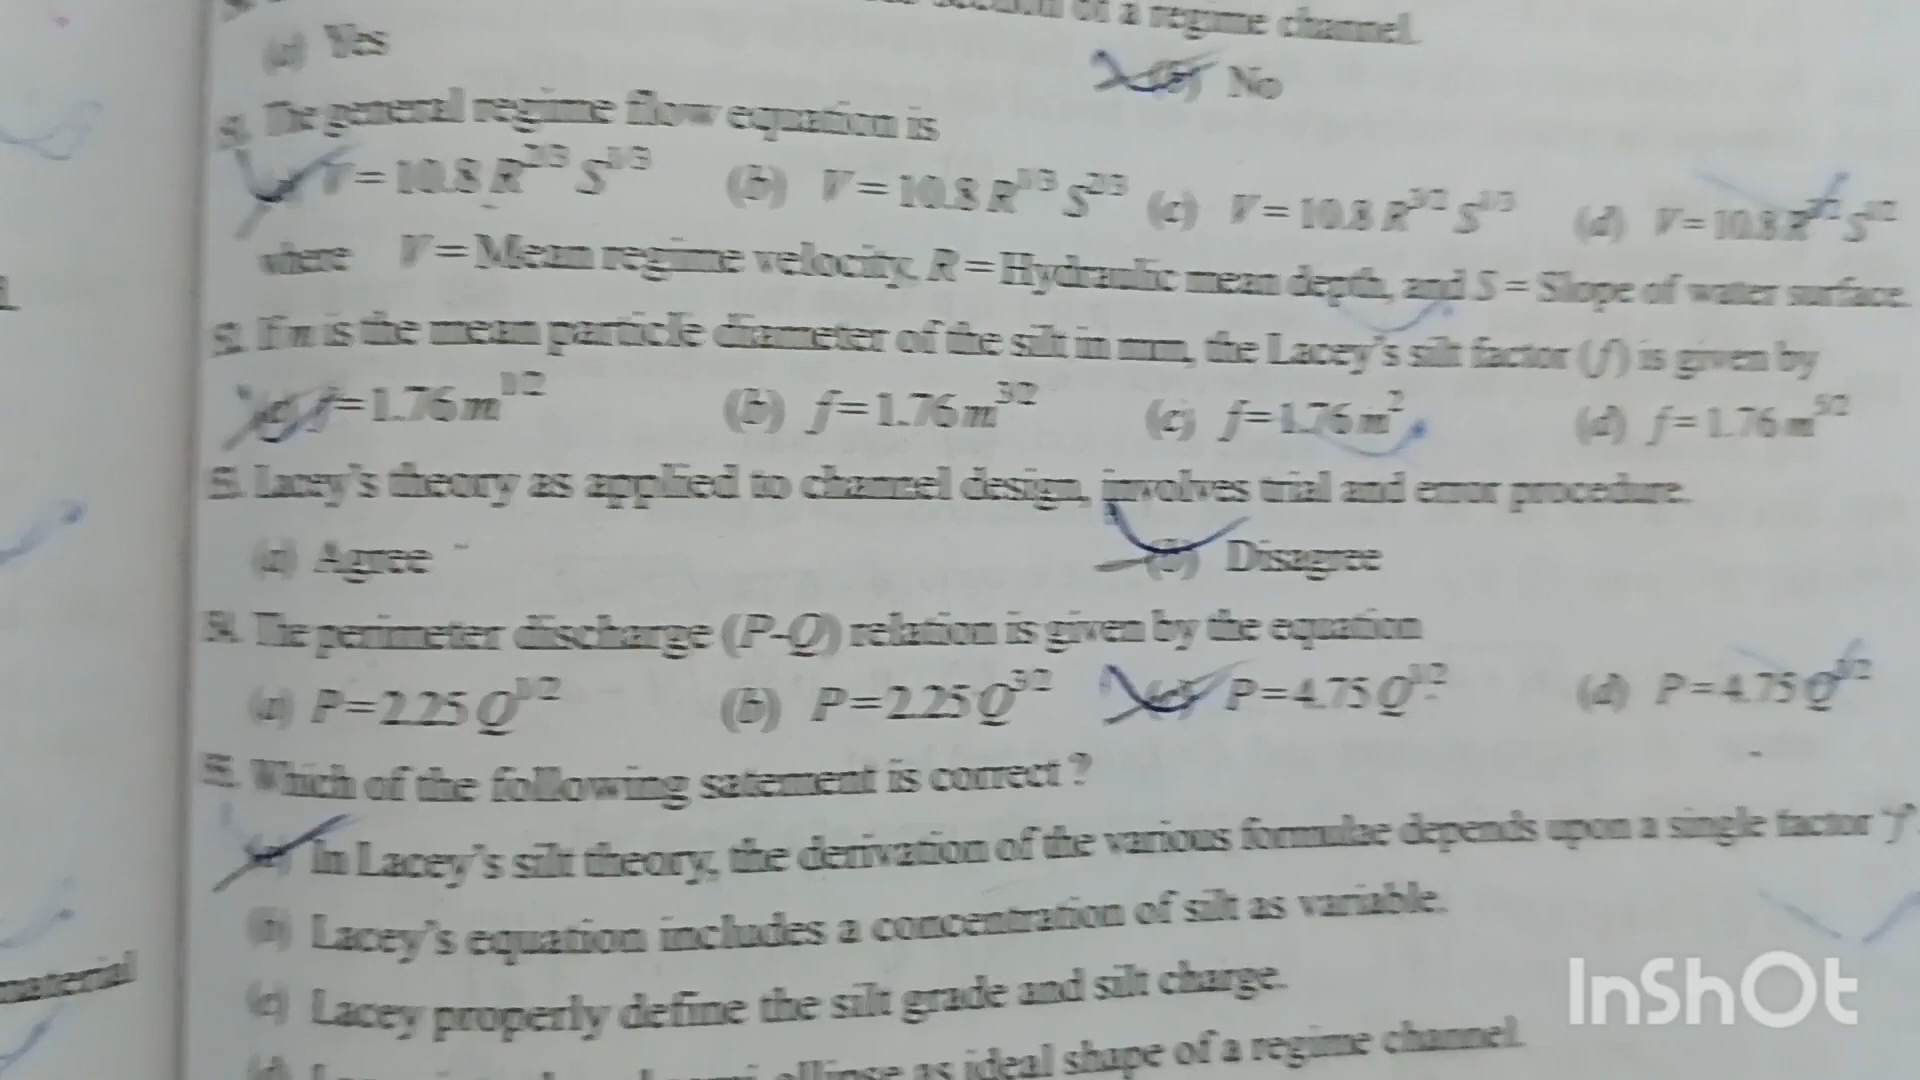 of a regime channel.
(a) Yes
(b) No
The general regime flow equation is
V = 10.8 R^2/3 S^1/3 (b) V = 10.8 R^1/3 S^2/3 (c) V = 10.8 R^3/2 S^1/3 (d) V = 10.8 S^1/2
where V = Mean regime velocity, R = Hydraulic mean depth, and S = Slope of water surface.
If m is the mean particle diameter of the silt in mm, the Lacey's silt factor (f) is given by
(a) f = 1.76 m^1/2 (b) f = 1.76 m^3/2 (c) f = 1.76 m^2 (d) f = 1.76 m^5/2
Lacey's theory as applied to channel design, involves trial and error procedure.
(a) Agree
(b) Disagree
54. The perimeter discharge (P-Q) relation is given by the equation
(a) P = 2.25 Q^1/2 (b) P = 2.25 Q^3/2 (c) P = 4.75 Q^1/2 (d) P = 4.75 Q^3/2
Which of the following satement is correct ?
In Lacey's silt theory, the derivation of the various formulae depends upon a single factor 'f'
(b) Lacey's equation includes a concentration of silt as variable.
(c) Lacey properly define the silt grade and silt charge.
ellipse as ideal shape of a regime channel.
material
InShOt